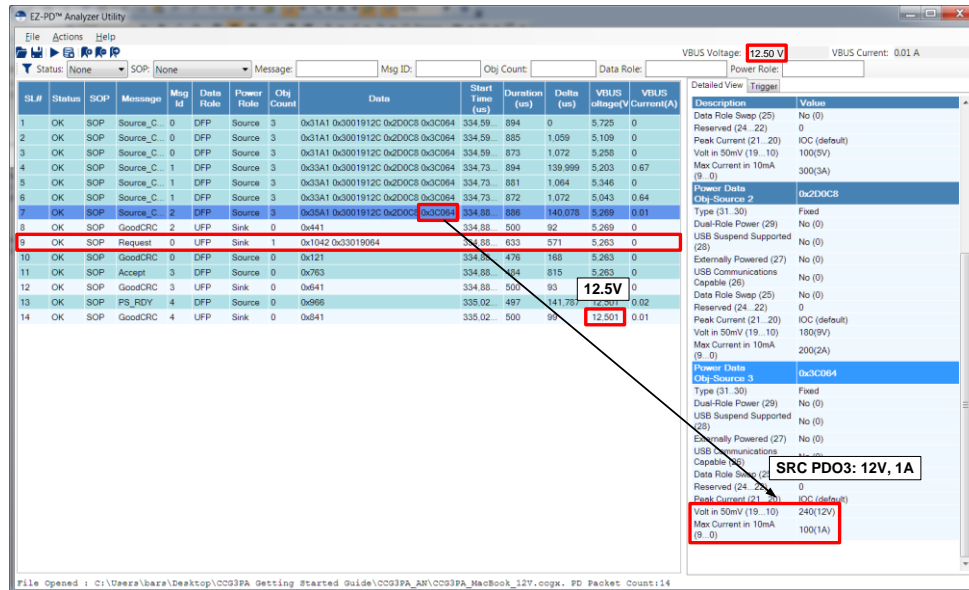 EZ-PD™ Analyzer Utility
File Actions Help
VBUS Voltage: 12.50 V VBUS Current: 0.01 A
Status: None SOP: None Message: Msg ID: Obj Count: Data Role: Power Role:
Detailed View Trigger
SL# Status SOP Message Msg Id Data Role Power Role Obj Count Data Start Time (us) Duration (us) Delta (us) VBUS oltage(V VBUS Current(A)
1 OK SOP Source_C... 0 DFP Source 3 0x31A1 0x3001912C 0x2D0C8 0x3C064 334,59... 894 0 5,725 0
2 OK SOP Source_C... 0 DFP Source 3 0x31A1 0x3001912C 0x2D0C8 0x3C064 334,59... 885 1,059 5,109 0
3 OK SOP Source_C... 0 DFP Source 3 0x31A1 0x3001912C 0x2D0C8 0x3C064 334,59... 873 1,072 5,258 0
4 OK SOP Source_C... 1 DFP Source 3 0x33A1 0x3001912C 0x2D0C8 0x3C064 334,73... 894 139,999 5,203 0.67
5 OK SOP Source_C... 1 DFP Source 3 0x33A1 0x3001912C 0x2D0C8 0x3C064 334,73... 881 1,064 5,346 0
6 OK SOP Source_C... 1 DFP Source 3 0x33A1 0x3001912C 0x2D0C8 0x3C064 334,73... 872 1,072 5,043 0.64
7 OK SOP Source_C... 2 DFP Source 3 0x35A1 0x3001912C 0x2D0C8 0x3C064 334,88... 886 140,078 5,269 0.01
8 OK SOP GoodCRC 2 UFP Sink 0 0x441 334,88... 500 92 5,269 0
9 OK SOP Request 0 UFP Sink 1 0x1042 0x33019064 334,88... 633 571 5,263 0
10 OK SOP GoodCRC 0 DFP Source 0 0x121 334,88... 476 168 5,263 0
11 OK SOP Accept 3 DFP Source 0 0x763 334,88... 484 815 5,263 0
12 OK SOP GoodCRC 3 UFP Sink 0 0x641 334,88... 500 93 0
12.5V
13 OK SOP PS_RDY 4 DFP Source 0 0x966 335,02... 497 141,787 12,501 0.02
14 OK SOP GoodCRC 4 UFP Sink 0 0x841 335,02... 500 99 12,501 0.01
Description Value
Data Role Swap (25) No (0)
Reserved (24...22) 0
Peak Current (21...20) IOC (default)
Volt in 50mV (19...10) 100(5V)
Max Current in 10mA (9...0) 300(3A)
Power Data Obj-Source 2 0x2D0C8
Type (31...30) Fixed
Dual-Role Power (29) No (0)
USB Suspend Supported (28) No (0)
Externally Powered (27) No (0)
USB Communications Capable (26) No (0)
Data Role Swap (25) No (0)
Reserved (24...22) 0
Peak Current (21...20) IOC (default)
Volt in 50mV (19...10) 180(9V)
Max Current in 10mA (9...0) 200(2A)
Power Data Obj-Source 3 0x3C064
Type (31...30) Fixed
Dual-Role Power (29) No (0)
USB Suspend Supported (28) No (0)
Externally Powered (27) No (0)
USB Communications
Capable (26)
SRC PDO3: 12V, 1A
Data Role Swap
Reserved (24...22) 0
Peak Current (21...20) IOC (default)
Volt in 50mV (19...10) 240(12V)
Max Current in 10mA (9...0) 100(1A)
File Opened : C:\Users\bars\Desktop\CCG3PA Getting Started Guide\CCG3PA_AN\CCG3PA_MacBook_12V.ccgx. PD Packet Count:14